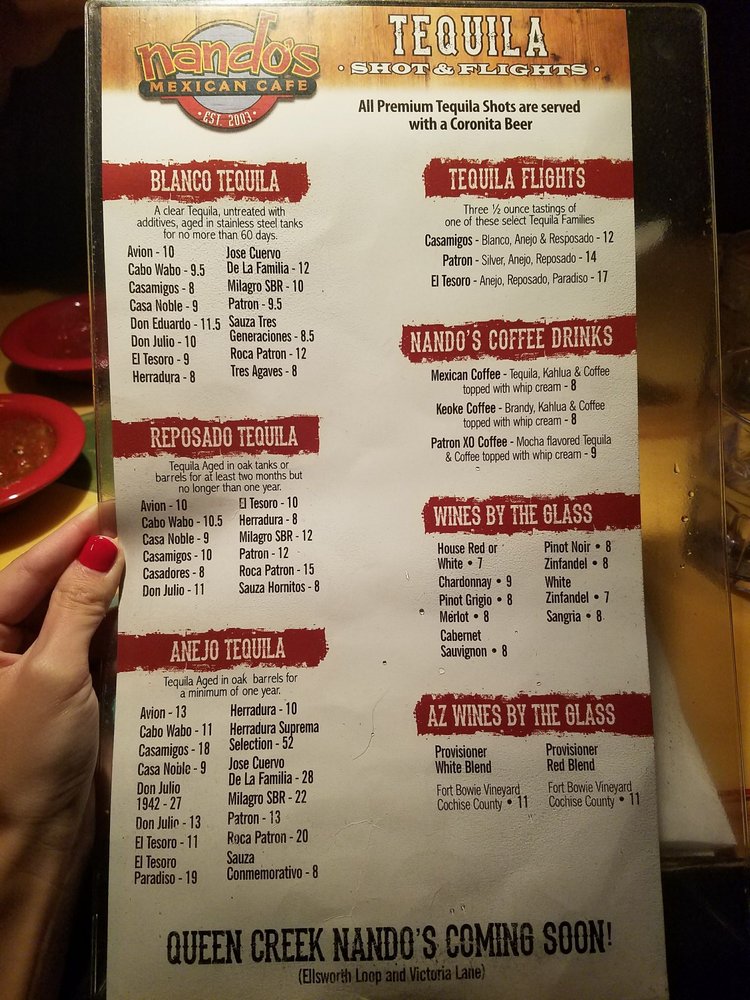 nando's
MEXICAN CAFE
• EST. 2003 •
TEQUILA
• SHOT & FLIGHTS •
All Premium Tequila Shots are served
with a Coronita Beer
BLANCO TEQUILA
A clear Tequila, untreated with
additives, aged in stainless steel tanks
for no more than 60 days.
Avion - 10
Cabo Wabo - 9.5
Casamigos - 8
Casa Noble - 9
Don Eduardo - 11.5
Don Julio - 10
El Tesoro - 9
Herradura - 8
Jose Cuervo
De La Familia - 12
Milagro SBR - 10
Patron - 9.5
Sauza Tres
Generaciones - 8.5
Roca Patron - 12
Tres Agaves - 8
REPOSADO TEQUILA
Tequila Aged in oak tanks or
barrels for at least two months but
no longer than one year.
Avion - 10
Cabo Wabo - 10.5
Casa Noble - 9
Casamigos - 10
Casadores - 8
Don Julio - 11
El Tesoro - 10
Herradura - 8
Milagro SBR - 12
Patron - 12
Roca Patron - 15
Sauza Hornitos - 8
ANEJO TEQUILA
Tequila Aged in oak barrels for
a minimum of one year.
Avion - 13
Cabo Wabo - 11
Casamigos - 18
Casa Noble - 9
Don Julio
1942 - 27
Don Julio - 13
El Tesoro - 11
El Tesoro
Paradiso - 19
Herradura - 10
Herradura Suprema
Selection - 52
Jose Cuervo
De La Familia - 28
Milagro SBR - 22
Patron - 13
Roca Patron - 20
Sauza
Conmemorativo - 8
TEQUILA FLIGHTS
Three ½ ounce tastings of
one of these select Tequila Families
Casamigos - Blanco, Anejo & Resposado - 12
Patron - Silver, Anejo, Reposado - 14
El Tesoro - Anejo, Reposado, Paradiso - 17
NANDO'S COFFEE DRINKS
Mexican Coffee - Tequila, Kahlua & Coffee
topped with whip cream - 8
Keoke Coffee - Brandy, Kahlua & Coffee
topped with whip cream - 8
Patron XO Coffee - Mocha flavored Tequila
& Coffee topped with whip cream - 9
WINES BY THE GLASS
House Red or
White • 7
Chardonnay • 9
Pinot Grigio • 8
Merlot • 8
Cabernet
Sauvignon • 8
Pinot Noir • 8
Zinfandel • 8
White
Zinfandel • 7
Sangria • 8
AZ WINES BY THE GLASS
Provisioner
White Blend
Fort Bowie Vineyard
Cochise County • 11
Provisioner
Red Blend
Fort Bowie Vineyard
Cochise County • 11
QUEEN CREEK NANDO'S COMING SOON!
(Ellsworth Loop and Victoria Lane)